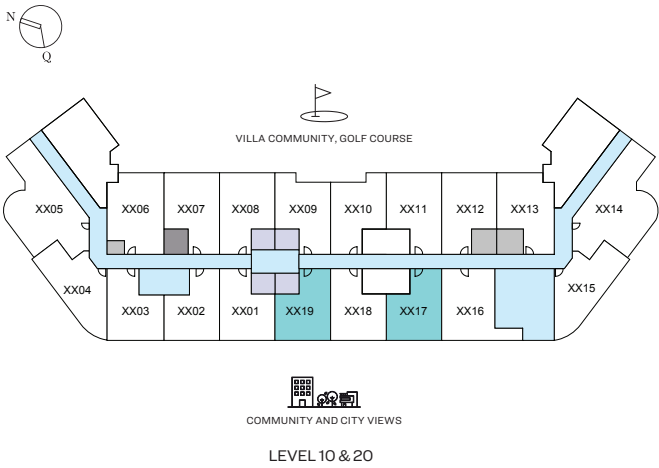 N
Q
VILLA COMMUNITY, GOLF COURSE
XX05
XX06
XX07
XX08
XX09
XX10
XX11
XX12
XX13
XX14
XX04
XX03
XX02
XX01
XX19
XX18
XX17
XX16
XX15
COMMUNITY AND CITY VIEWS
LEVEL 10 & 20